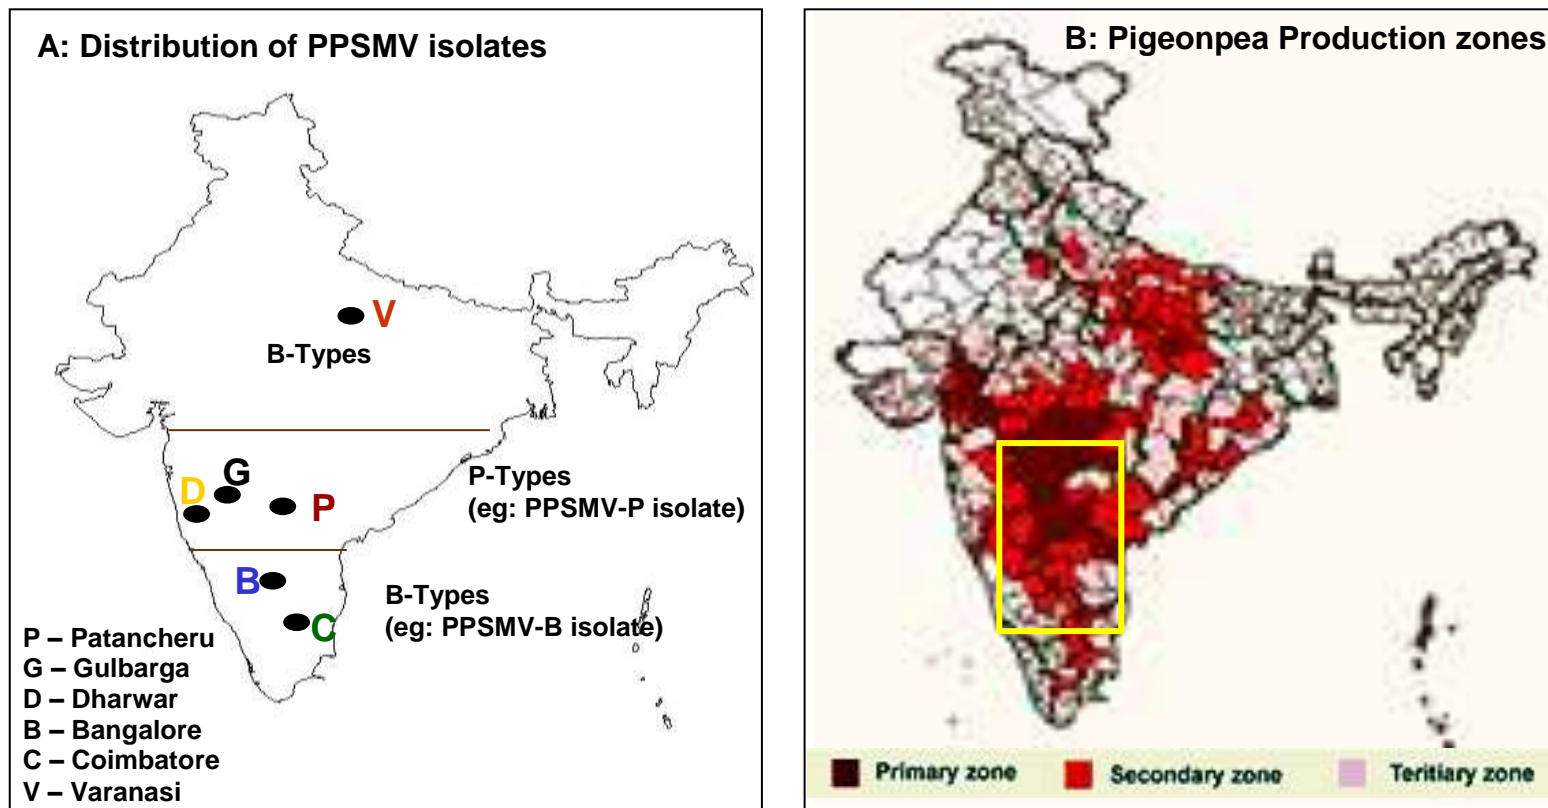 A: Distribution of PPSMV isolates
V
B-Types
G
D
P
P-Types
(eg: PPSMV-P isolate)
B
C
B-Types
(eg: PPSMV-B isolate)
P – Patancheru
G – Gulbarga
D – Dharwar
B – Bangalore
C – Coimbatore
V – Varanasi
B: Pigeonpea Production zones
Primary zone
Secondary zone
Teritiary zone